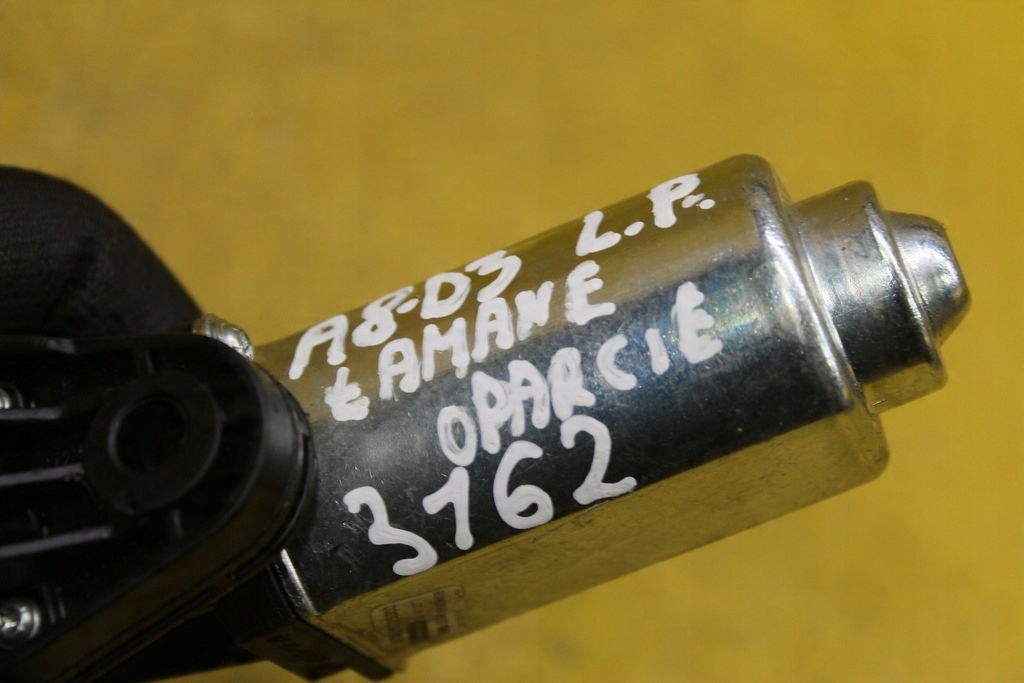 A8-D3 L.P.
ŁAMANE
OPARCIE
3162